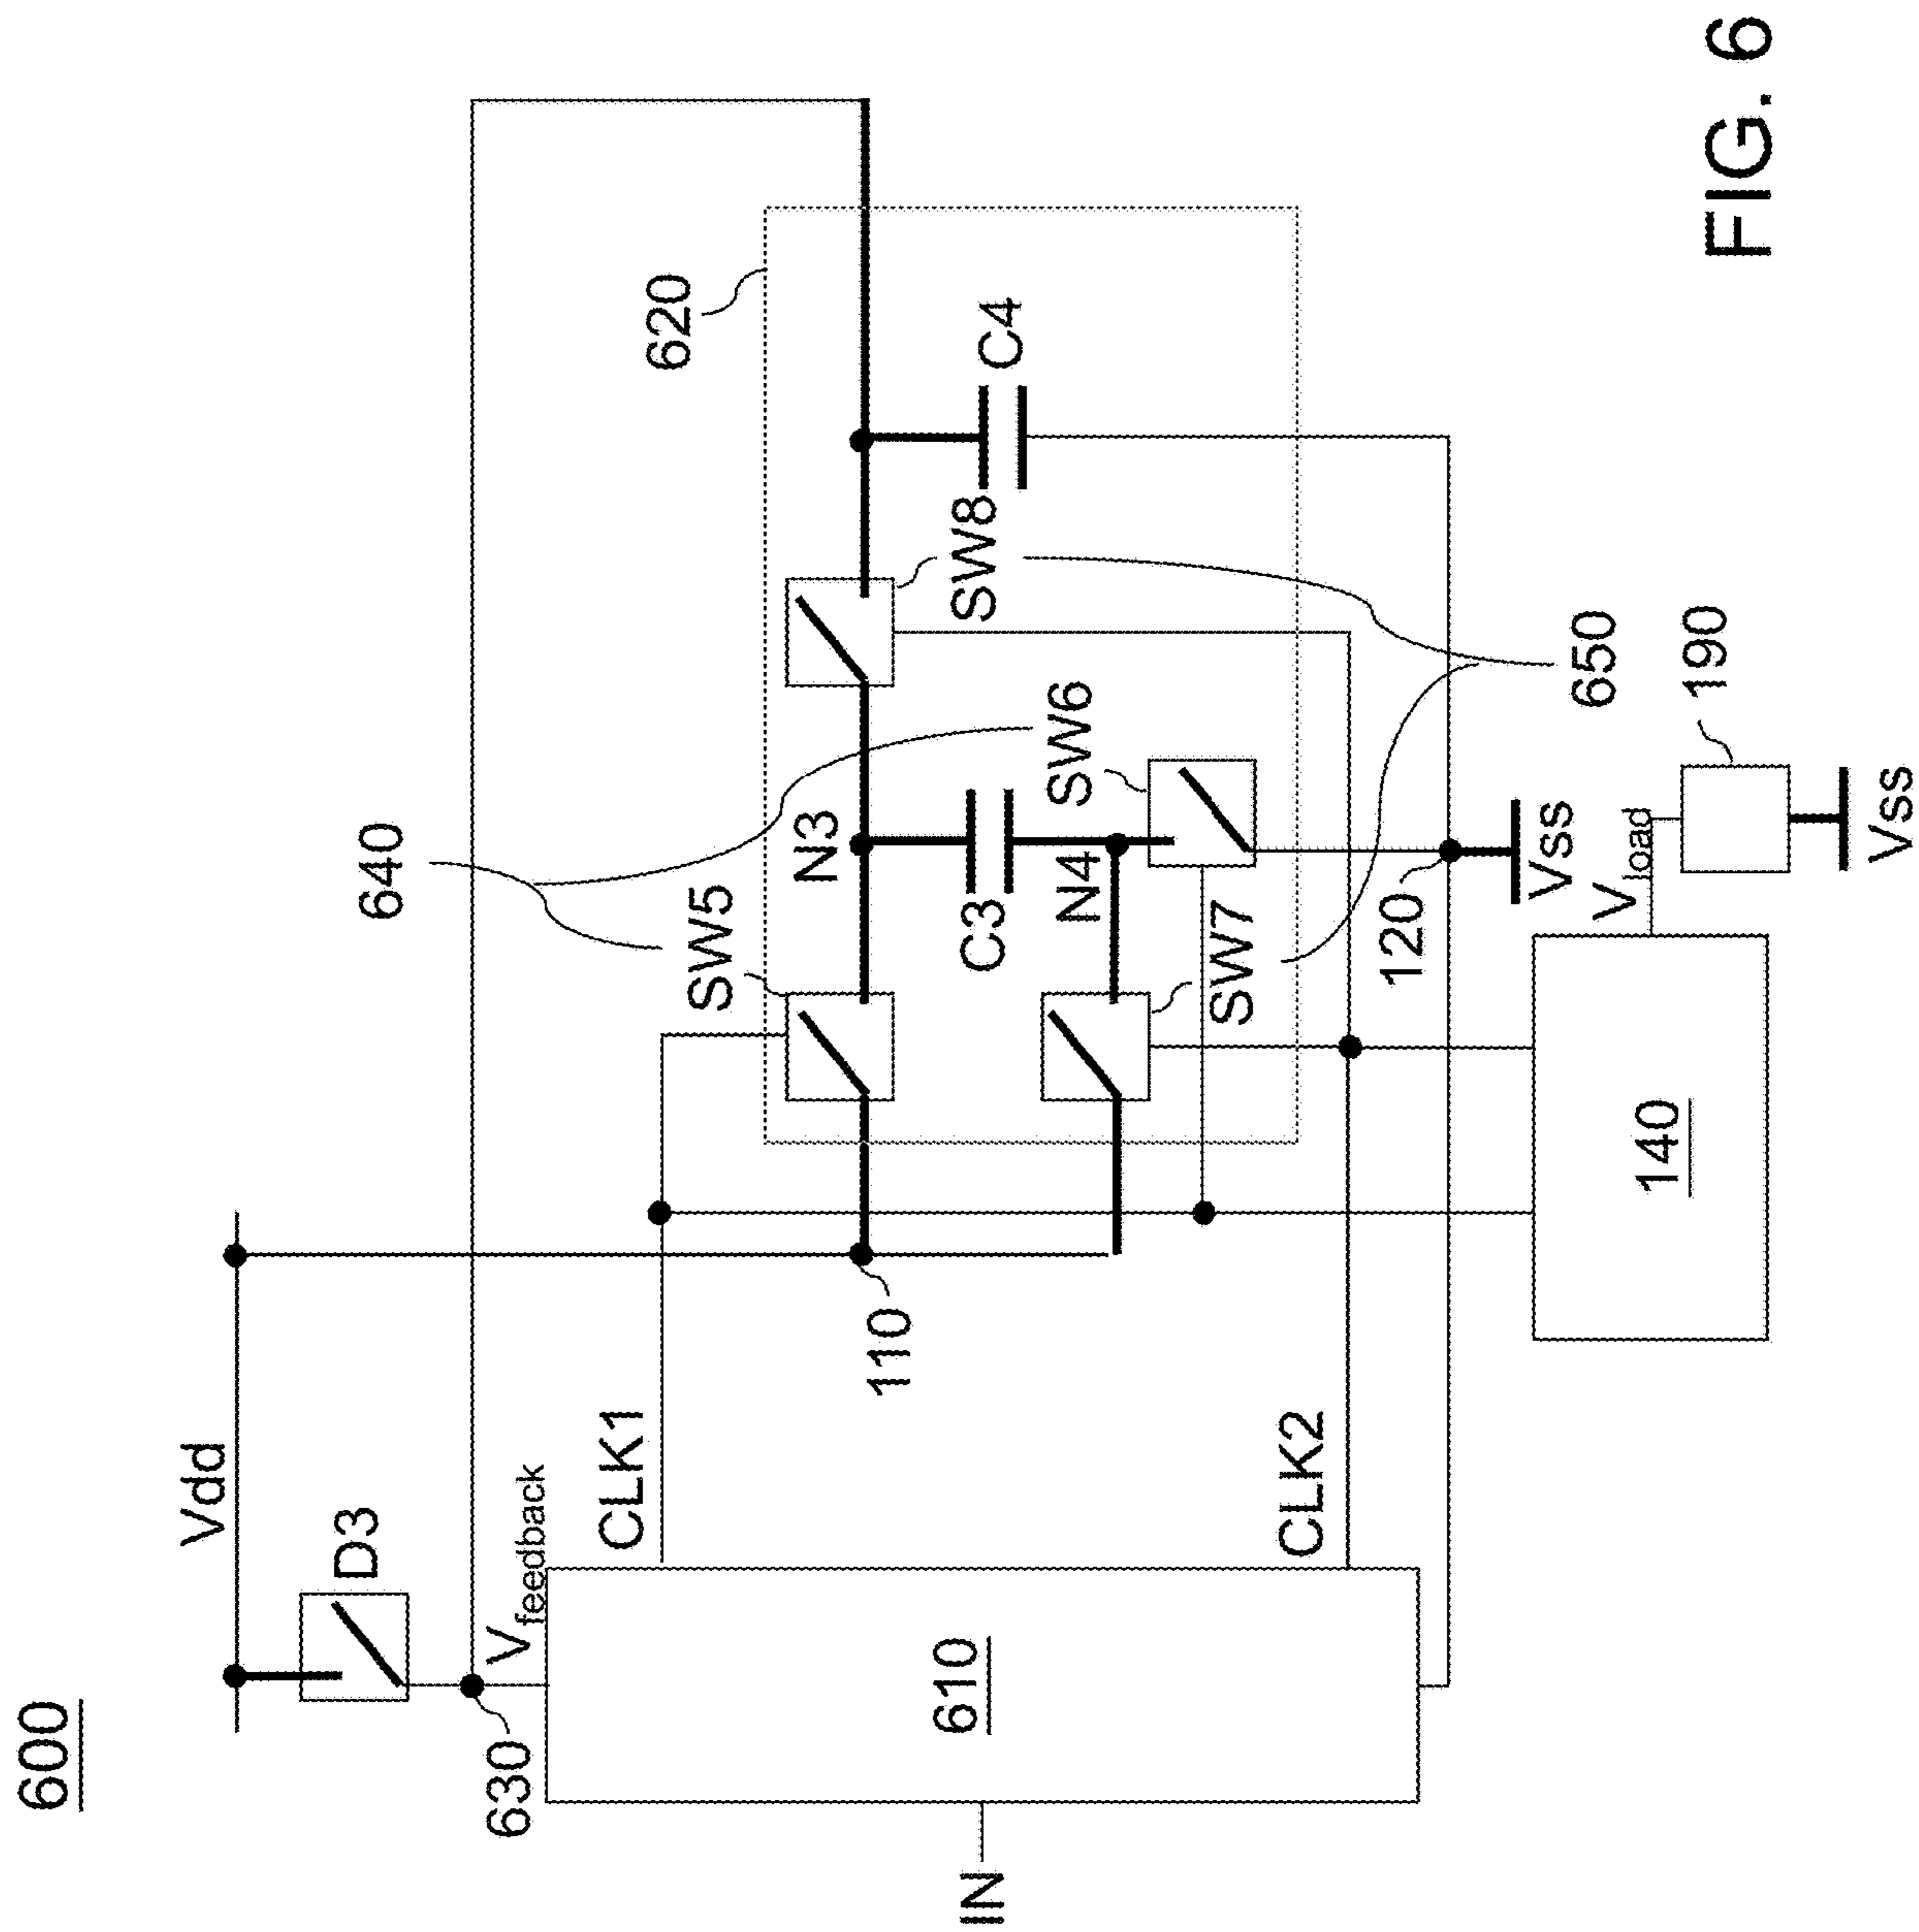 600
Vdd
D3
630
Vfeedback
IN
610
CLK1
CLK2
110
640
SW5
N3
C3
N4
SW6
SW7
SW8
620
C4
650
120
Vss
140
Vload
190
Vss
FIG. 6